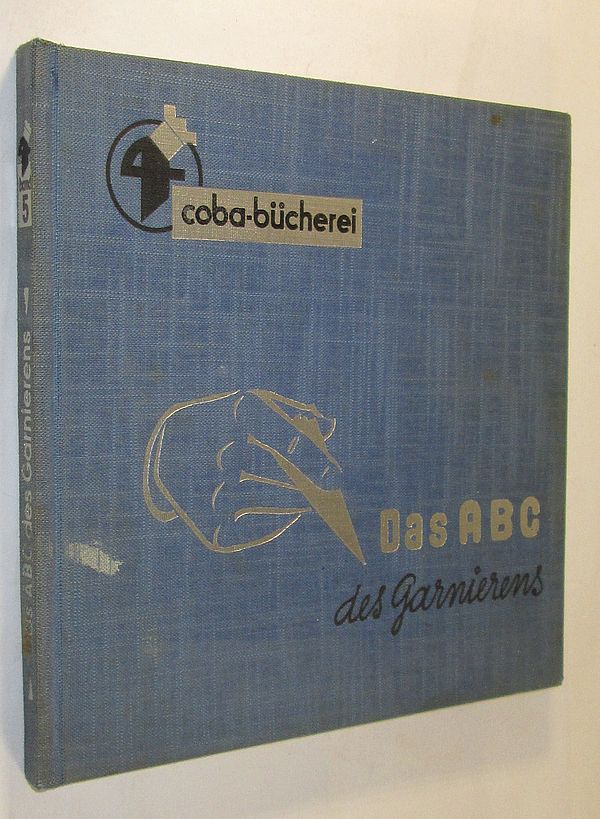 coba-bücherei
Das ABC
des Garnierens
Das ABC des Garnierens
5